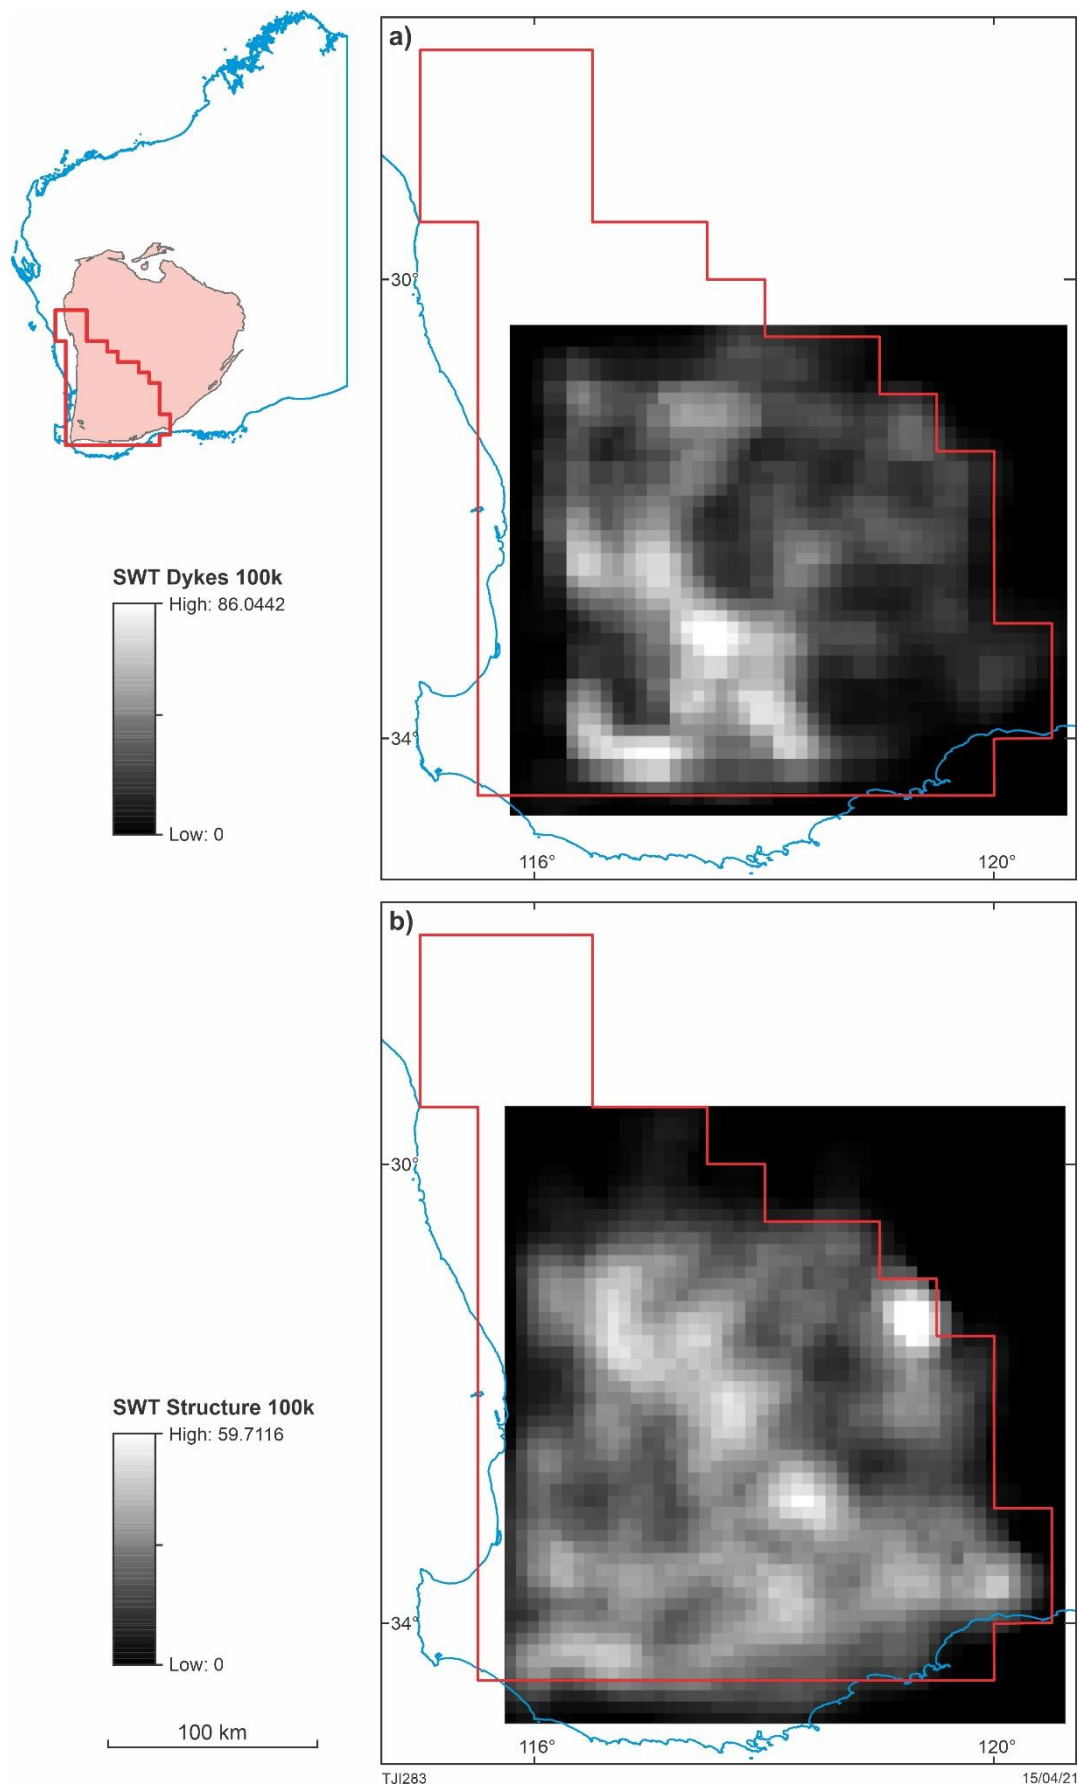 a)
30°
34°
116°
120°
SWT Dykes 100k
High: 86.0442
Low: 0
b)
30°
34°
116°
120°
SWT Structure 100k
High: 59.7116
Low: 0
100 km
TJI283
15/04/21